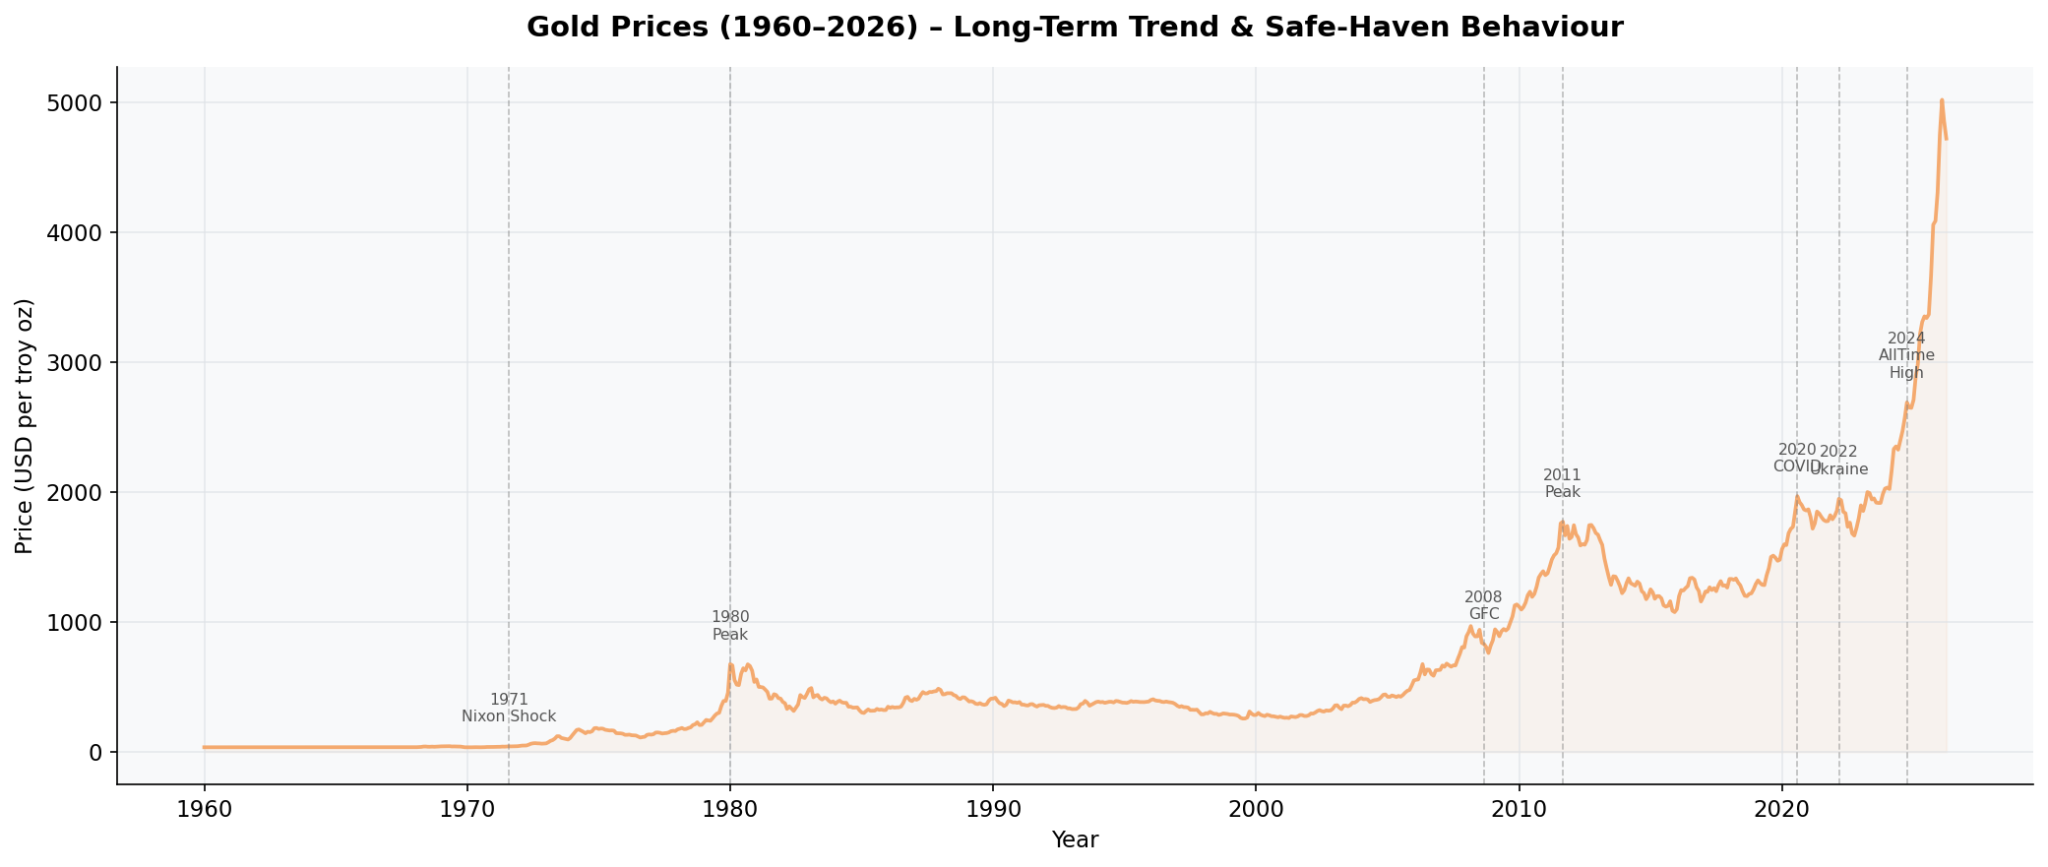 Gold Prices (1960–2026) – Long-Term Trend & Safe-Haven Behaviour
Price (USD per troy oz)
5000
4000
3000
2000
1000
0
1971
Nixon Shock
1980
Peak
2008
GFC
2011
Peak
2020
COVID
2022
Ukraine
2024
AllTime
High
1960
1970
1980
1990
2000
2010
2020
Year